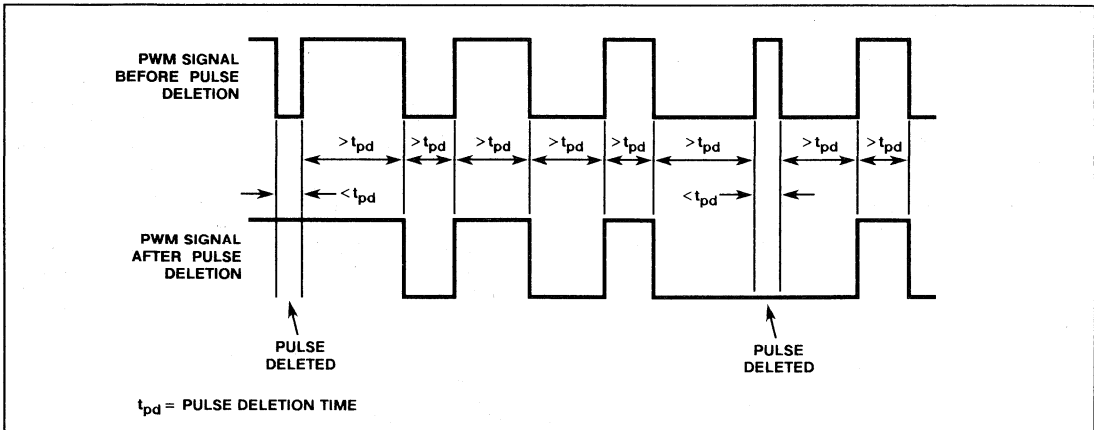 PWM SIGNAL
BEFORE PULSE
DELETION
>tpd >tpd >tpd >tpd >tpd >tpd >tpd >tpd
<tpd <tpd
PWM SIGNAL
AFTER PULSE
DELETION
PULSE
DELETED
PULSE
DELETED
tpd = PULSE DELETION TIME